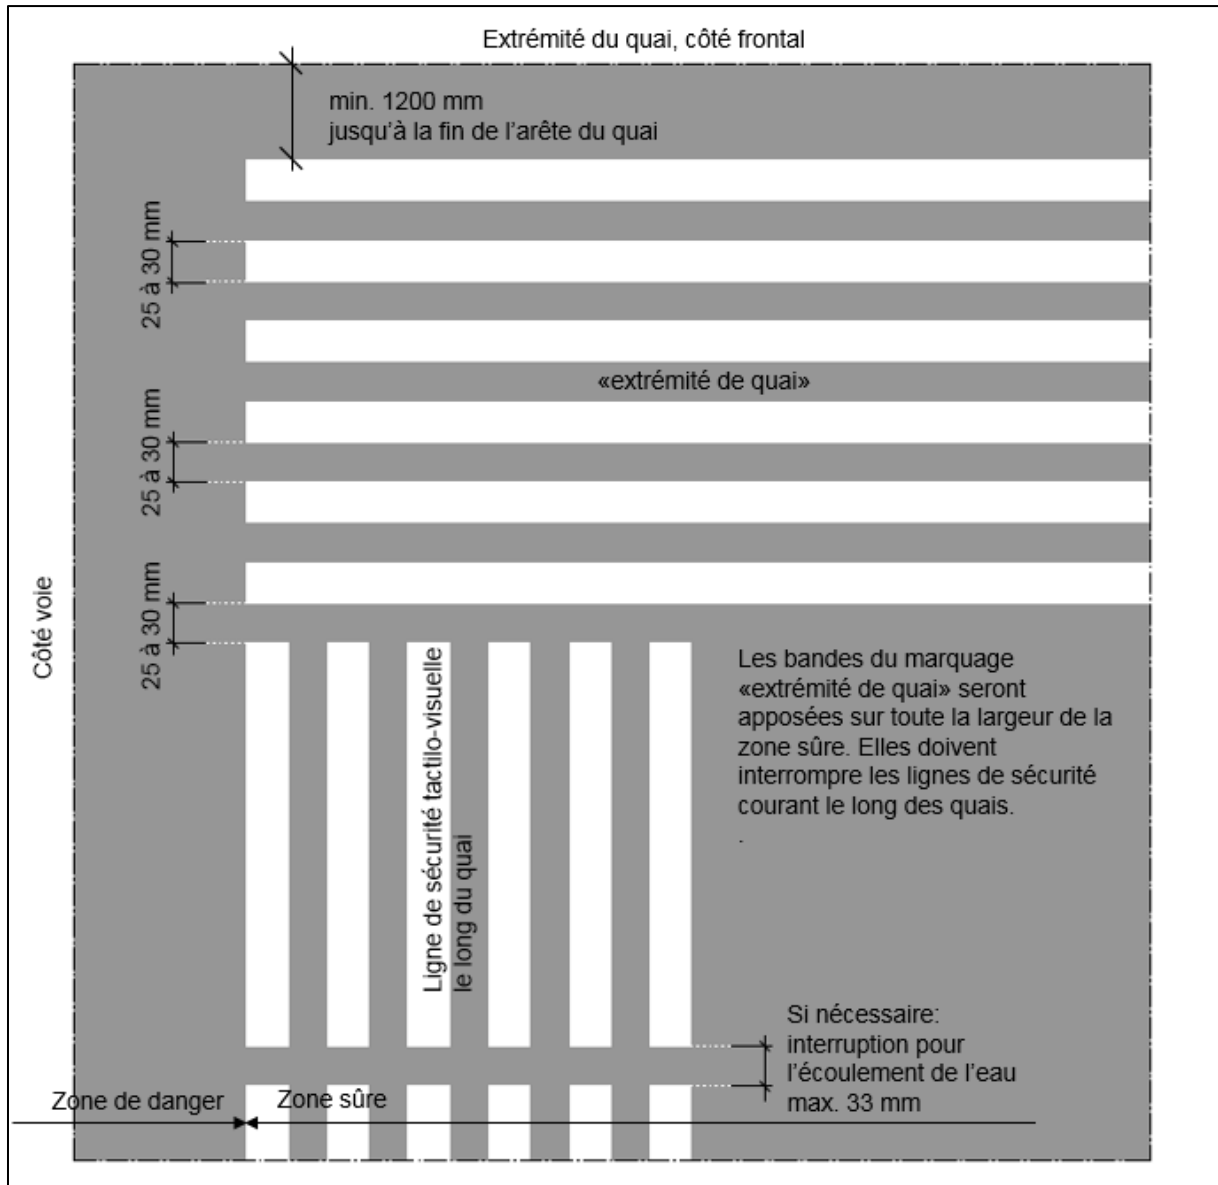 Extrémité du quai, côté frontal
min. 1200 mm
jusqu'à la fin de l'arête du quai
25 à 30 mm
«extrémité de quai»
25 à 30 mm
25 à 30 mm
Côté voie
Ligne de sécurité tactilo-visuelle
le long du quai
Les bandes du marquage
«extrémité de quai» seront
apposées sur toute la largeur de la
zone sûre. Elles doivent
interrompre les lignes de sécurité
courant le long des quais.
.
Si nécessaire:
interruption pour
l'écoulement de l'eau
max. 33 mm
Zone de danger
Zone sûre